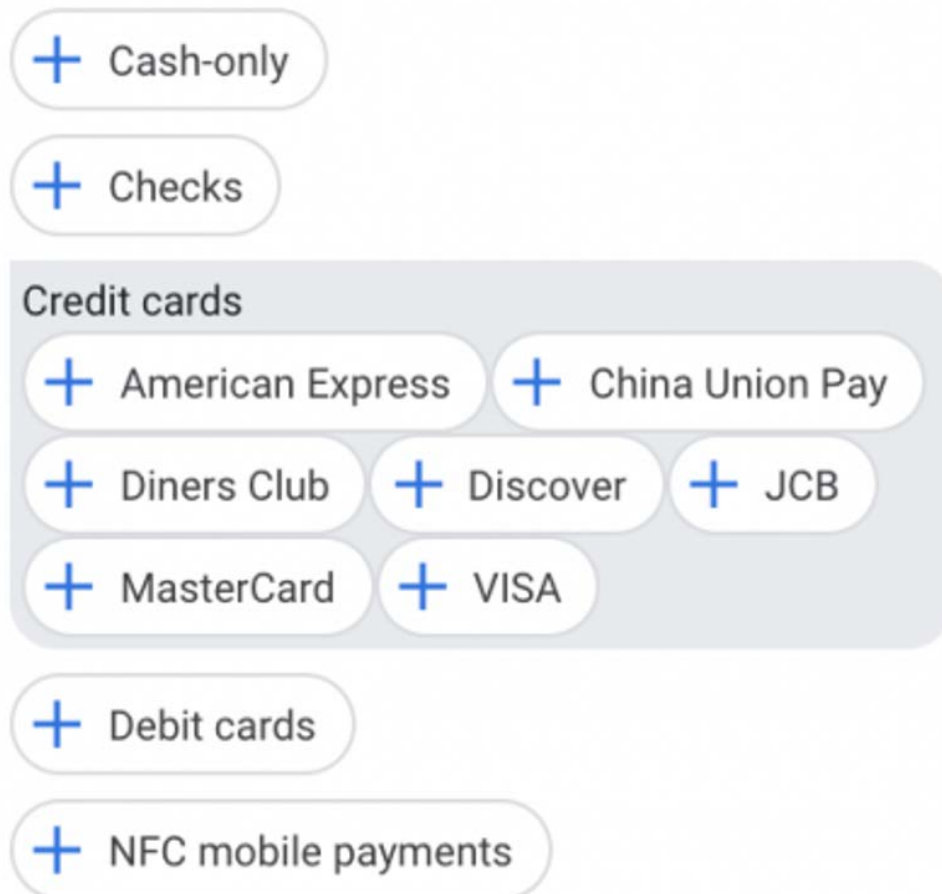 Cash-only
Checks
Credit cards
American Express China Union Pay
Diners Club Discover JCB
MasterCard VISA
Debit cards
NFC mobile payments